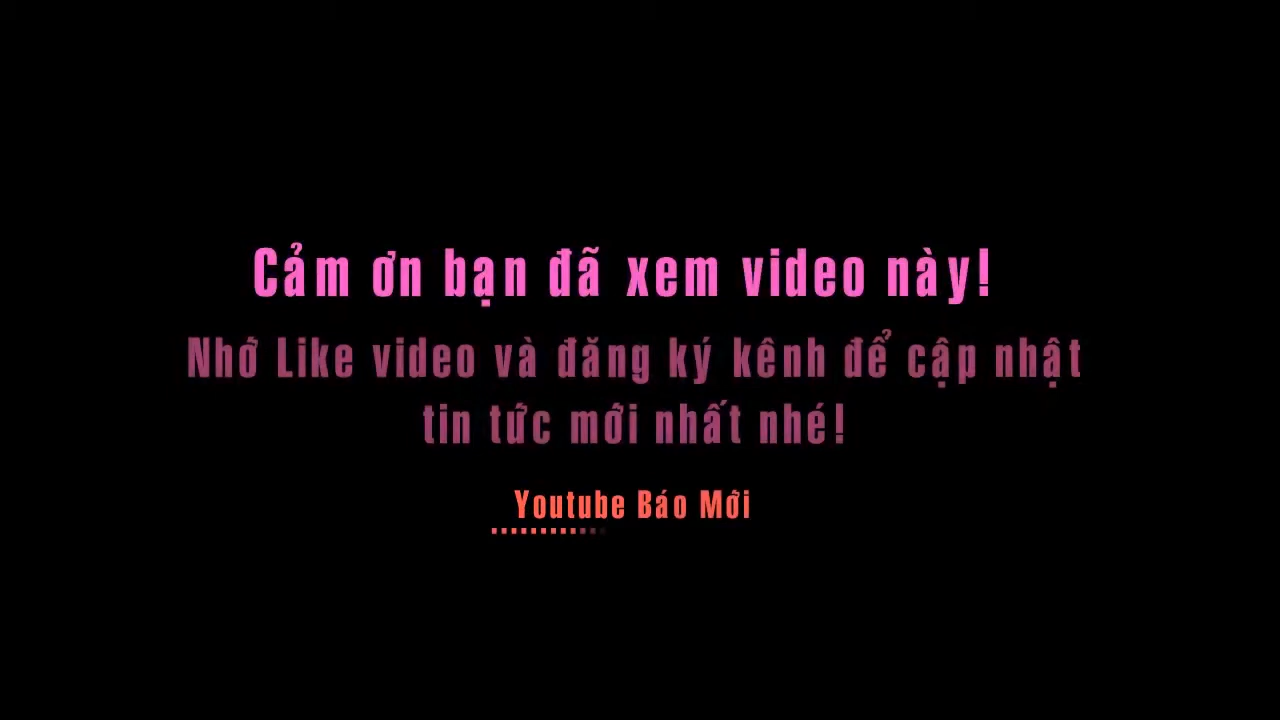 Cảm ơn bạn đã xem video này!
Nhớ Like video và đăng ký kênh để cập nhật
tin tức mới nhất nhé!
Youtube Báo Mới